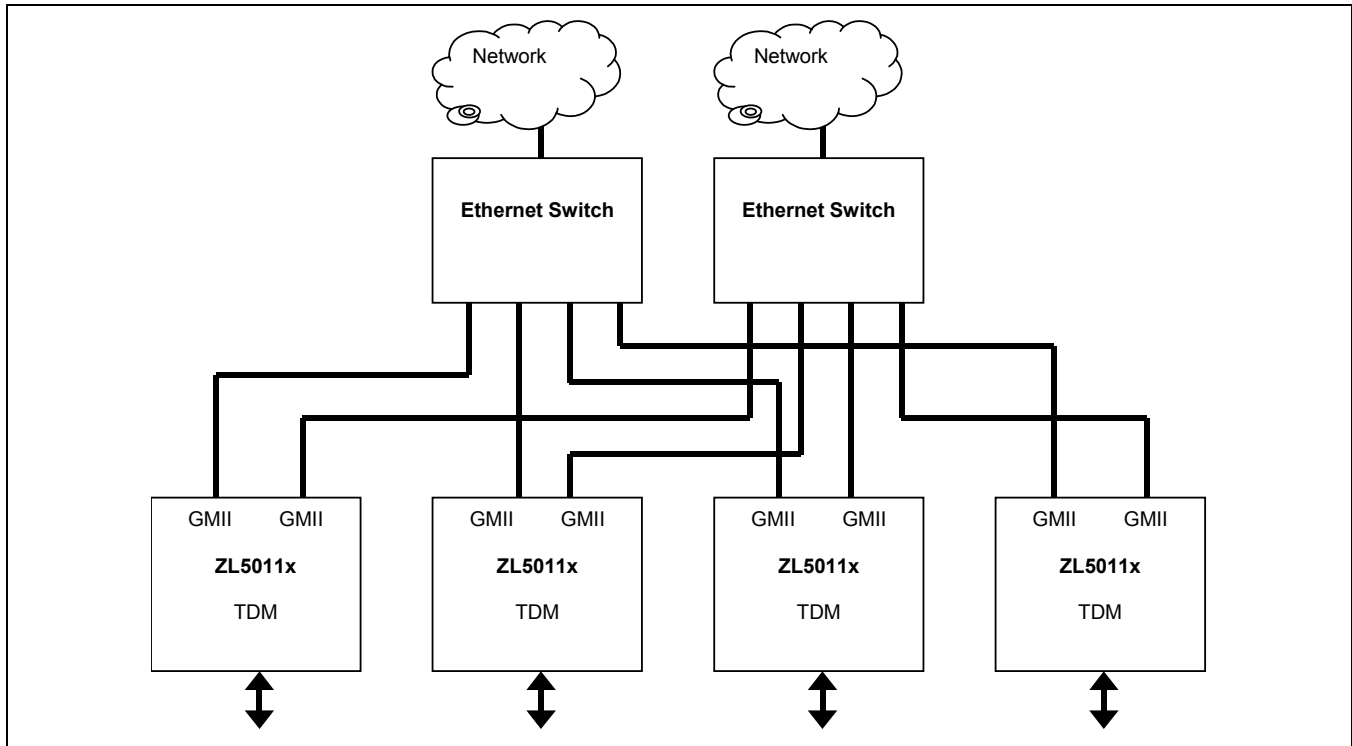 Network
Network
Ethernet Switch
Ethernet Switch
GMII GMII
ZL5011x
TDM
GMII GMII
ZL5011x
TDM
GMII GMII
ZL5011x
TDM
GMII GMII
ZL5011x
TDM